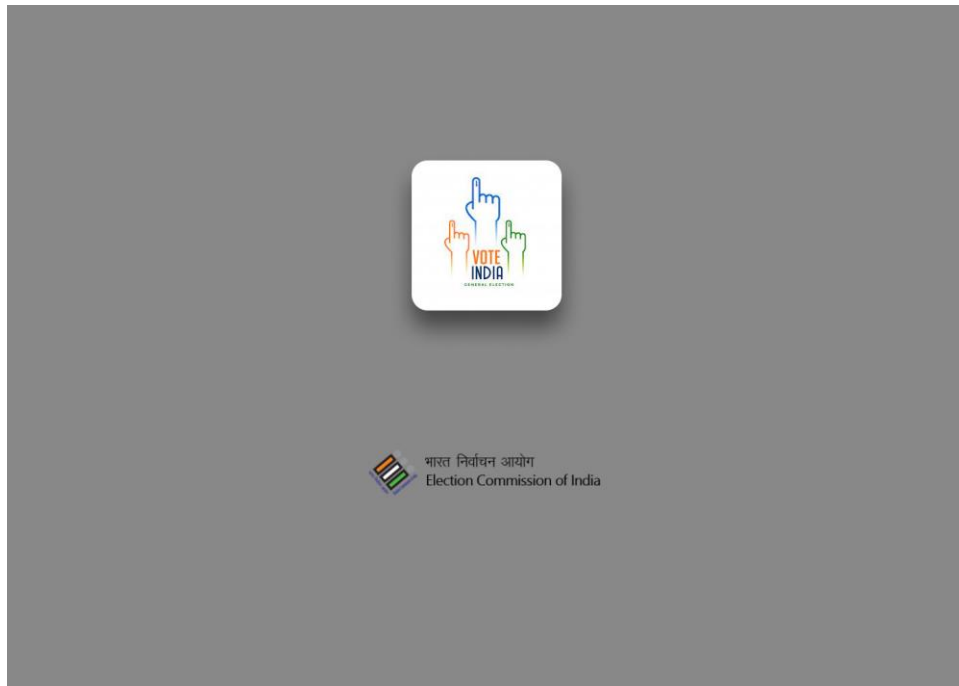 VOTE
INDIA
GENERAL ELECTION
भारत निर्वाचन आयोग
Election Commission of India